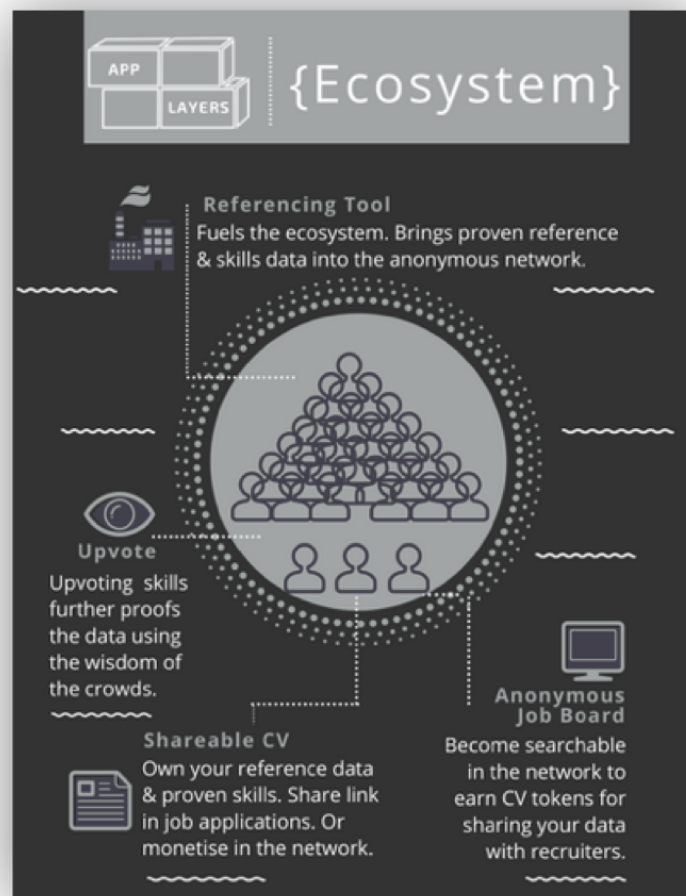 APP
LAYERS
{Ecosystem}
Referencing Tool
Fuels the ecosystem. Brings proven reference
& skills data into the anonymous network.
Upvote
Upvoting skills
further proofs
the data using
the wisdom of
the crowds.
Shareable CV
Own your reference data
& proven skills. Share link
in job applications. Or
monetise in the network.
Anonymous
Job Board
Become searchable
in the network to
earn CV tokens for
sharing your data
with recruiters.